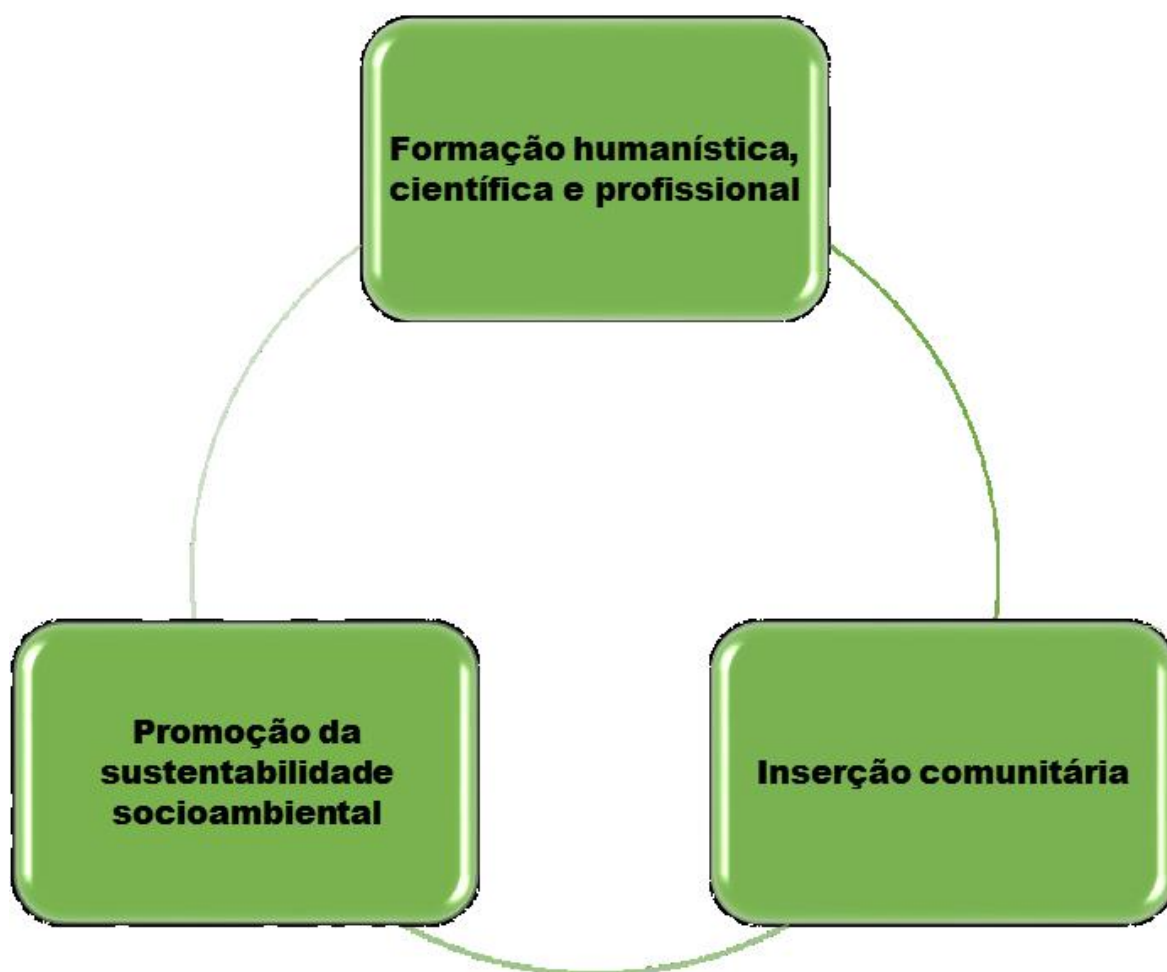 Formação humanística,
científica e profissional
Promoção da
sustentabilidade
socioambiental
Inserção comunitária